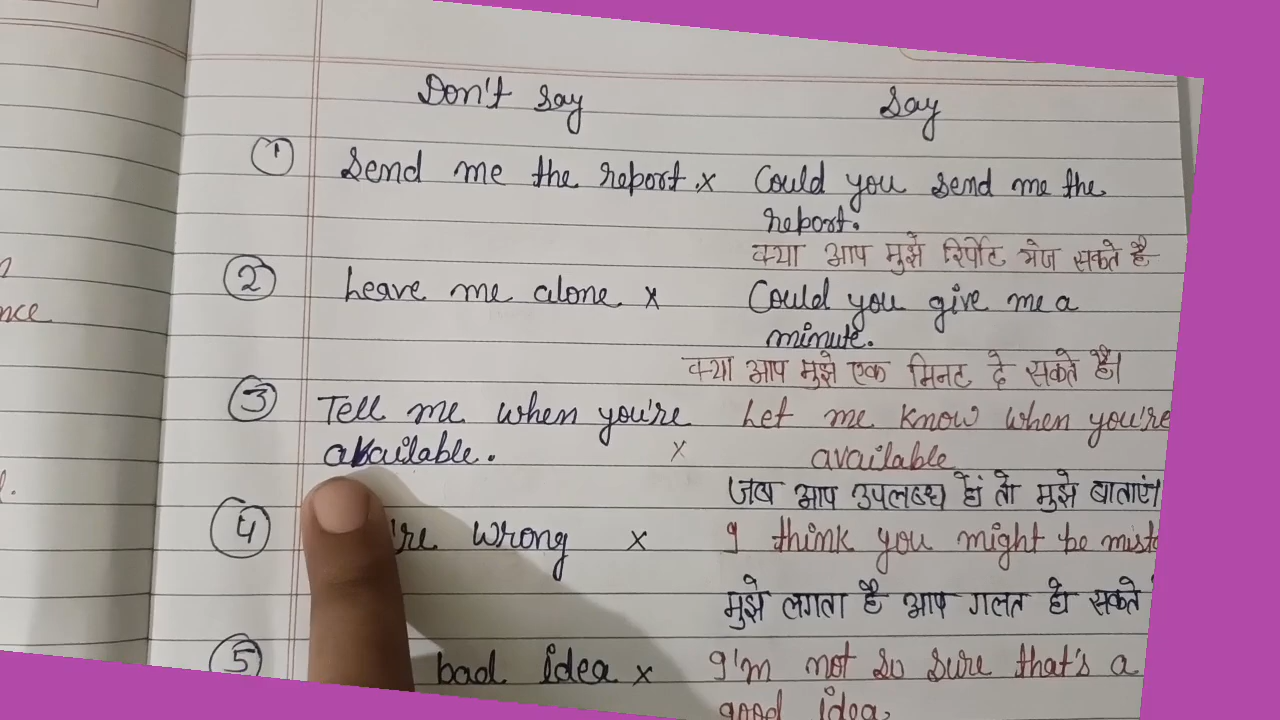 Don't say Say
① Send me the report. × Could you send me the
report.
क्या आप मुझे रिपोर्ट भेज सकते है
② Leave me alone × Could you give me a
minute.
क्या आप मुझे एक मिनट दे सकते हैं।
③ Tell me when you're Let me know when you're
available. × available
जब आप उपलब्ध हों तो मुझे बाताएं।
④ 're wrong × I think you might be
मुझे लगता है आप गलत हो सकते
⑤ bad idea × I'm not so sure that's a
good idea.
nce